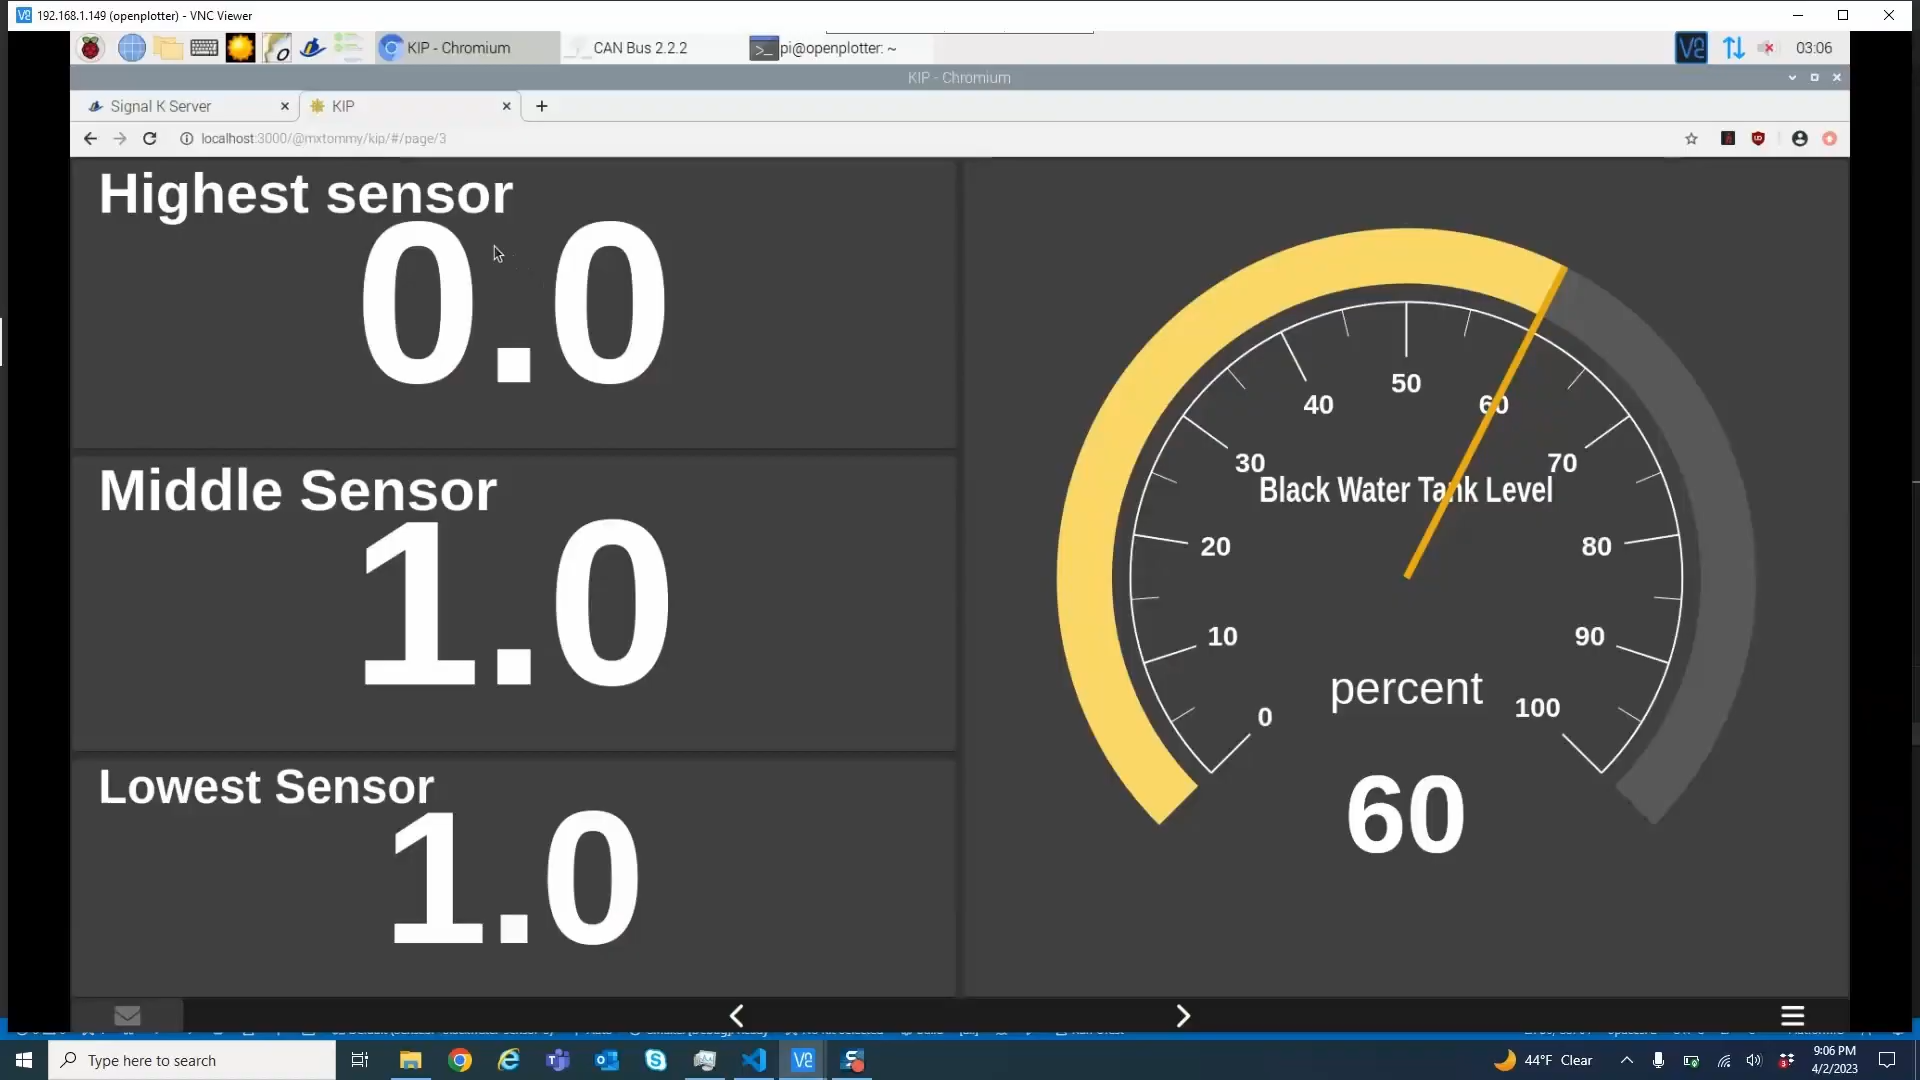 192.168.1.149 (openplotter) - VNC Viewer
KIP - Chromium
CAN Bus 2.2.2
pi@openplotter: ~
03:06
KIP - Chromium
Signal K Server
KIP
localhost:3000/@mxtommy/kip/#/page/3
Highest sensor
0.0
Middle Sensor
1.0
Lowest Sensor
1.0
0
10
20
30
40
50
60
70
80
90
100
Black Water Tank Level
percent
60
Type here to search
44°F Clear
9:06 PM
4/2/2023